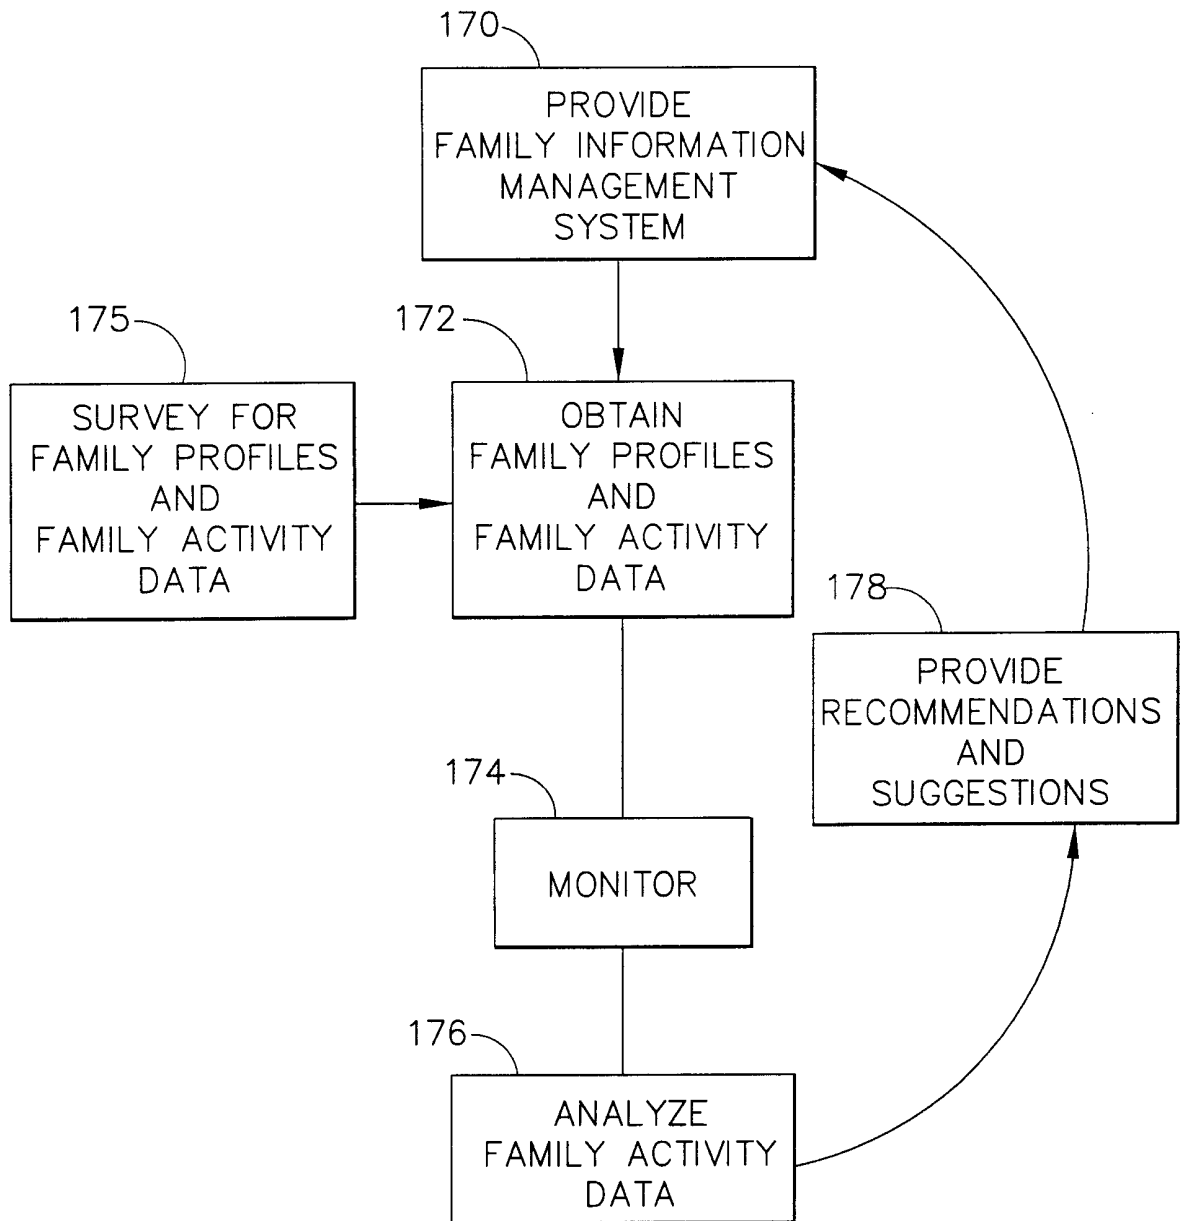 170
PROVIDE
FAMILY INFORMATION
MANAGEMENT
SYSTEM
175
SURVEY FOR
FAMILY PROFILES
AND
FAMILY ACTIVITY
DATA
172
OBTAIN
FAMILY PROFILES
AND
FAMILY ACTIVITY
DATA
178
PROVIDE
RECOMMENDATIONS
AND
SUGGESTIONS
174
MONITOR
176
ANALYZE
FAMILY ACTIVITY
DATA